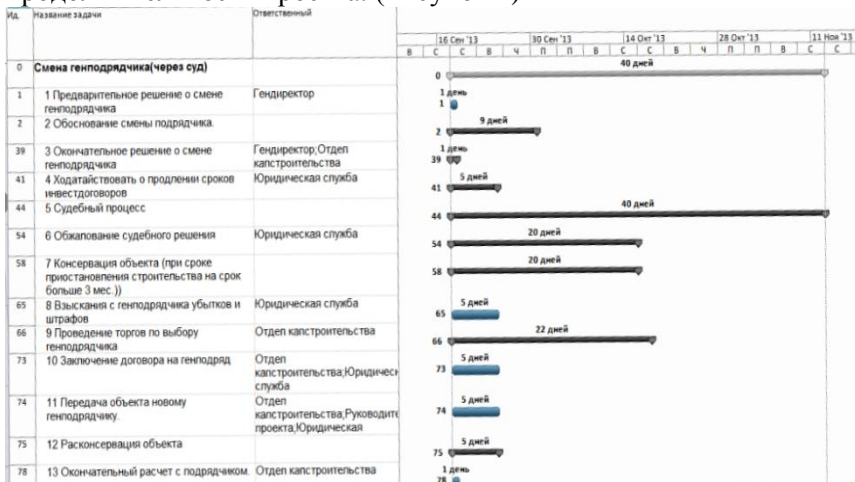 Ид.
Название задачи
Ответственный
16 Сен '13
30 Сен '13
14 Окт '13
28 Окт '13
11 Ноя '13
В С С В Ч П П В С С В Ч П П В С С
0 Смена генподрядчика(через суд)
0 40 дней
1 1 Предварительное решение о смене
генподрядчика
Гендиректор
1 день
1
2 2 Обоснование смены подрядчика.
9 дней
2
39 3 Окончательное решение о смене
генподрядчика
Гендиректор;Отдел
капстроительства
1 день
39
41 4 Ходатайствовать о продлении сроков
инвестдоговоров
Юридическая служба
5 дней
41
44 5 Судебный процесс
40 дней
44
54 6 Обжалование судебного решения
Юридическая служба
20 дней
54
58 7 Консервация объекта (при сроке
приостановления строительства на срок
больше 3 мес.))
20 дней
58
65 8 Взыскания с генподрядчика убытков и
штрафов
Юридическая служба
5 дней
65
66 9 Проведение торгов по выбору
генподрядчика
Отдел капстроительства
22 дней
66
73 10 Заключение договора на генподряд
Отдел
капстроительства;Юридическ
служба
5 дней
73
74 11 Передача объекта новому
генподрядчику.
Отдел
капстроительства;Руководите
проекта;Юридическая
5 дней
74
75 12 Расконсервация объекта
5 дней
75
78 13 Окончательный расчет с подрядчиком.
Отдел капстроительства
1 день
78